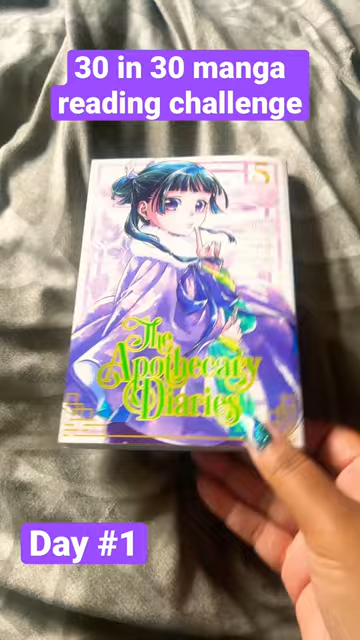 30 in 30 manga
reading challenge
5
The
Apothecary
Diaries
Day #1